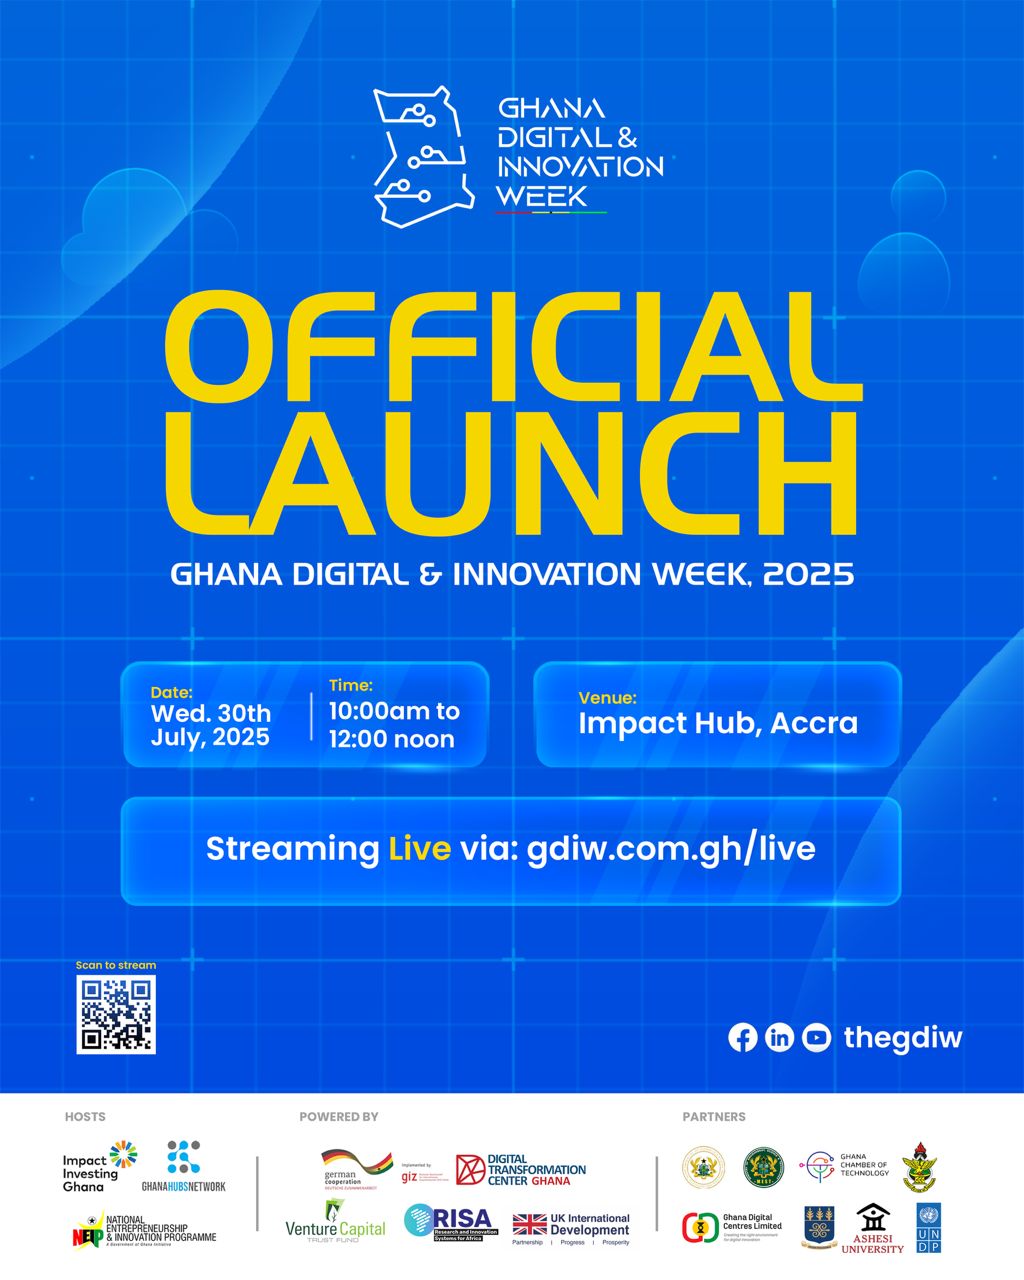 GHANA
DIGITAL &
INNOVATION
WEEK
OFFICIAL
LAUNCH
GHANA DIGITAL & INNOVATION WEEK, 2025
Date:
Wed. 30th
July, 2025
Time:
10:00am to
12:00 noon
Venue:
Impact Hub, Accra
Streaming Live via: gdiw.com.gh/live
Scan to stream
thegdiw
HOSTS
Impact
Investing
Ghana
GHANAHUBSNETWORK
NEIP
NATIONAL
ENTREPRENEURSHIP
& INNOVATION PROGRAMME
A Government of Ghana Initiative
POWERED BY
german
cooperation
DEUTSCHE ZUSAMMENARBEIT
Implemented by
giz
DIGITAL
TRANSFORMATION
CENTER GHANA
Venture Capital
TRUST FUND
RISA
Research and Innovation
Systems for Africa
UK International
Development
Partnership | Progress | Prosperity
PARTNERS
GHANA
CHAMBER OF
TECHNOLOGY
Ghana Digital
Centres Limited
Creating the right environment
for digital innovation
ASHESI
UNIVERSITY
U N
D P